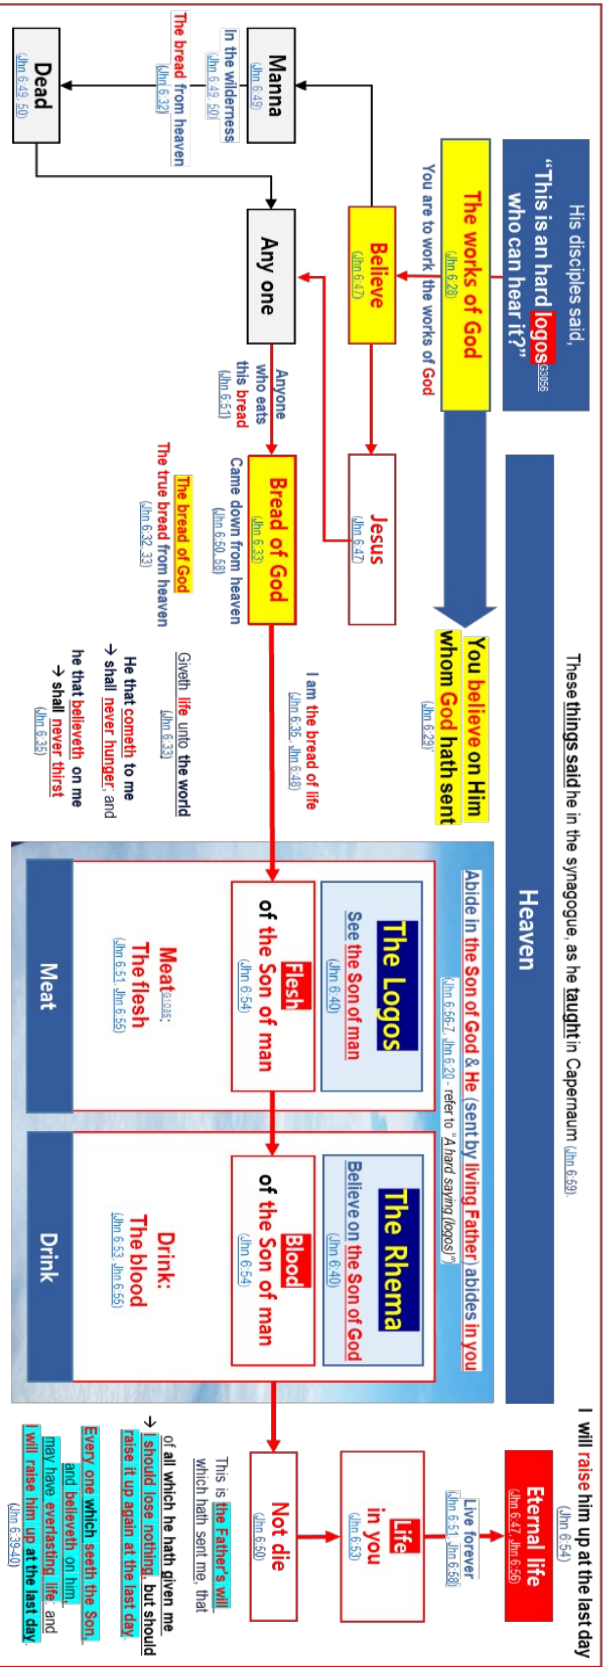 These things said he in the synagogue, as he taught in Capernaum (Jhn 6:59).
I will raise him up at the last day
(Jhn 6:54)
His disciples said,
“This is an hard logosG3056
who can hear it?”
Heaven
Eternal life
(Jhn 6:47, Jhn 6:56)
The works of God
(Jhn 6:28)
You are to work the works of God
You believe on Him
whom God hath sent
(Jhn 6:29)
Abide in the Son of God & He (sent by living Father) abides in you
(Jhn 6:56-7, Jhn 6:20 - refer to “A hard saying (logos)”)
Live forever
(Jhn 6:51, Jhn 6:58)
Believe
(Jhn 6:47)
Jesus
(Jhn 6:47)
The Logos
See the Son of man
(Jhn 6:40)
The Rhema
Believe on the Son of God
(Jhn 6:40)
Life
in you
(Jhn 6:53)
Manna
(Jhn 6:49)
In the wilderness
(Jhn 6:49, 50)
The bread from heaven
(Jhn 6:32)
Dead
(Jhn 6:49, 50)
Any one
Anyone
who eats
this bread
(Jhn 6:51)
Bread of God
(Jhn 6:33)
Came down from heaven
(Jhn 6:50, 58)
The bread of God
The true bread from heaven
(Jhn 6:32, 33)
I am the bread of life
(Jhn 6:35, Jhn 6:48)
Giveth life unto the world
(Jhn 6:33)
He that cometh to me
→ shall never hunger; and
he that believeth on me
→ shall never thirst
(Jhn 6:35)
Flesh
of the Son of man
(Jhn 6:54)
Blood
of the Son of man
(Jhn 6:54)
Not die
(Jhn 6:50)
Meat:
The flesh
(Jhn 6:51, Jhn 6:55)
Drink:
The blood
(Jhn 6:53, Jhn 6:55)
Meat
Drink
This is the Father's will
which hath sent me, that
of all which he hath given me
→ I should lose nothing, but should
raise it up again at the last day.
Every one which seeth the Son,
and believeth on him,
may have everlasting life: and
I will raise him up at the last day.
(Jhn 6:39-40)